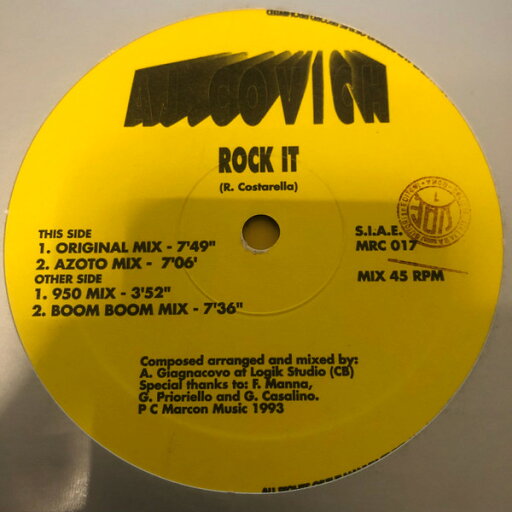 A.J. COVICH
ROCK IT
(R. Costarella)
THIS SIDE
1. ORIGINAL MIX - 7'49"
2. AZOTO MIX - 7'06'
OTHER SIDE
1. 950 MIX - 3'52"
2. BOOM BOOM MIX - 7'36"
S.I.A.E.
MRC 017
MIX 45 RPM
Composed arranged and mixed by:
A. Giagnacovo at Logik Studio (CB)
Special thanks to: F. Manna,
G. Prioriello and G. Casalino.
P C Marcon Music 1993